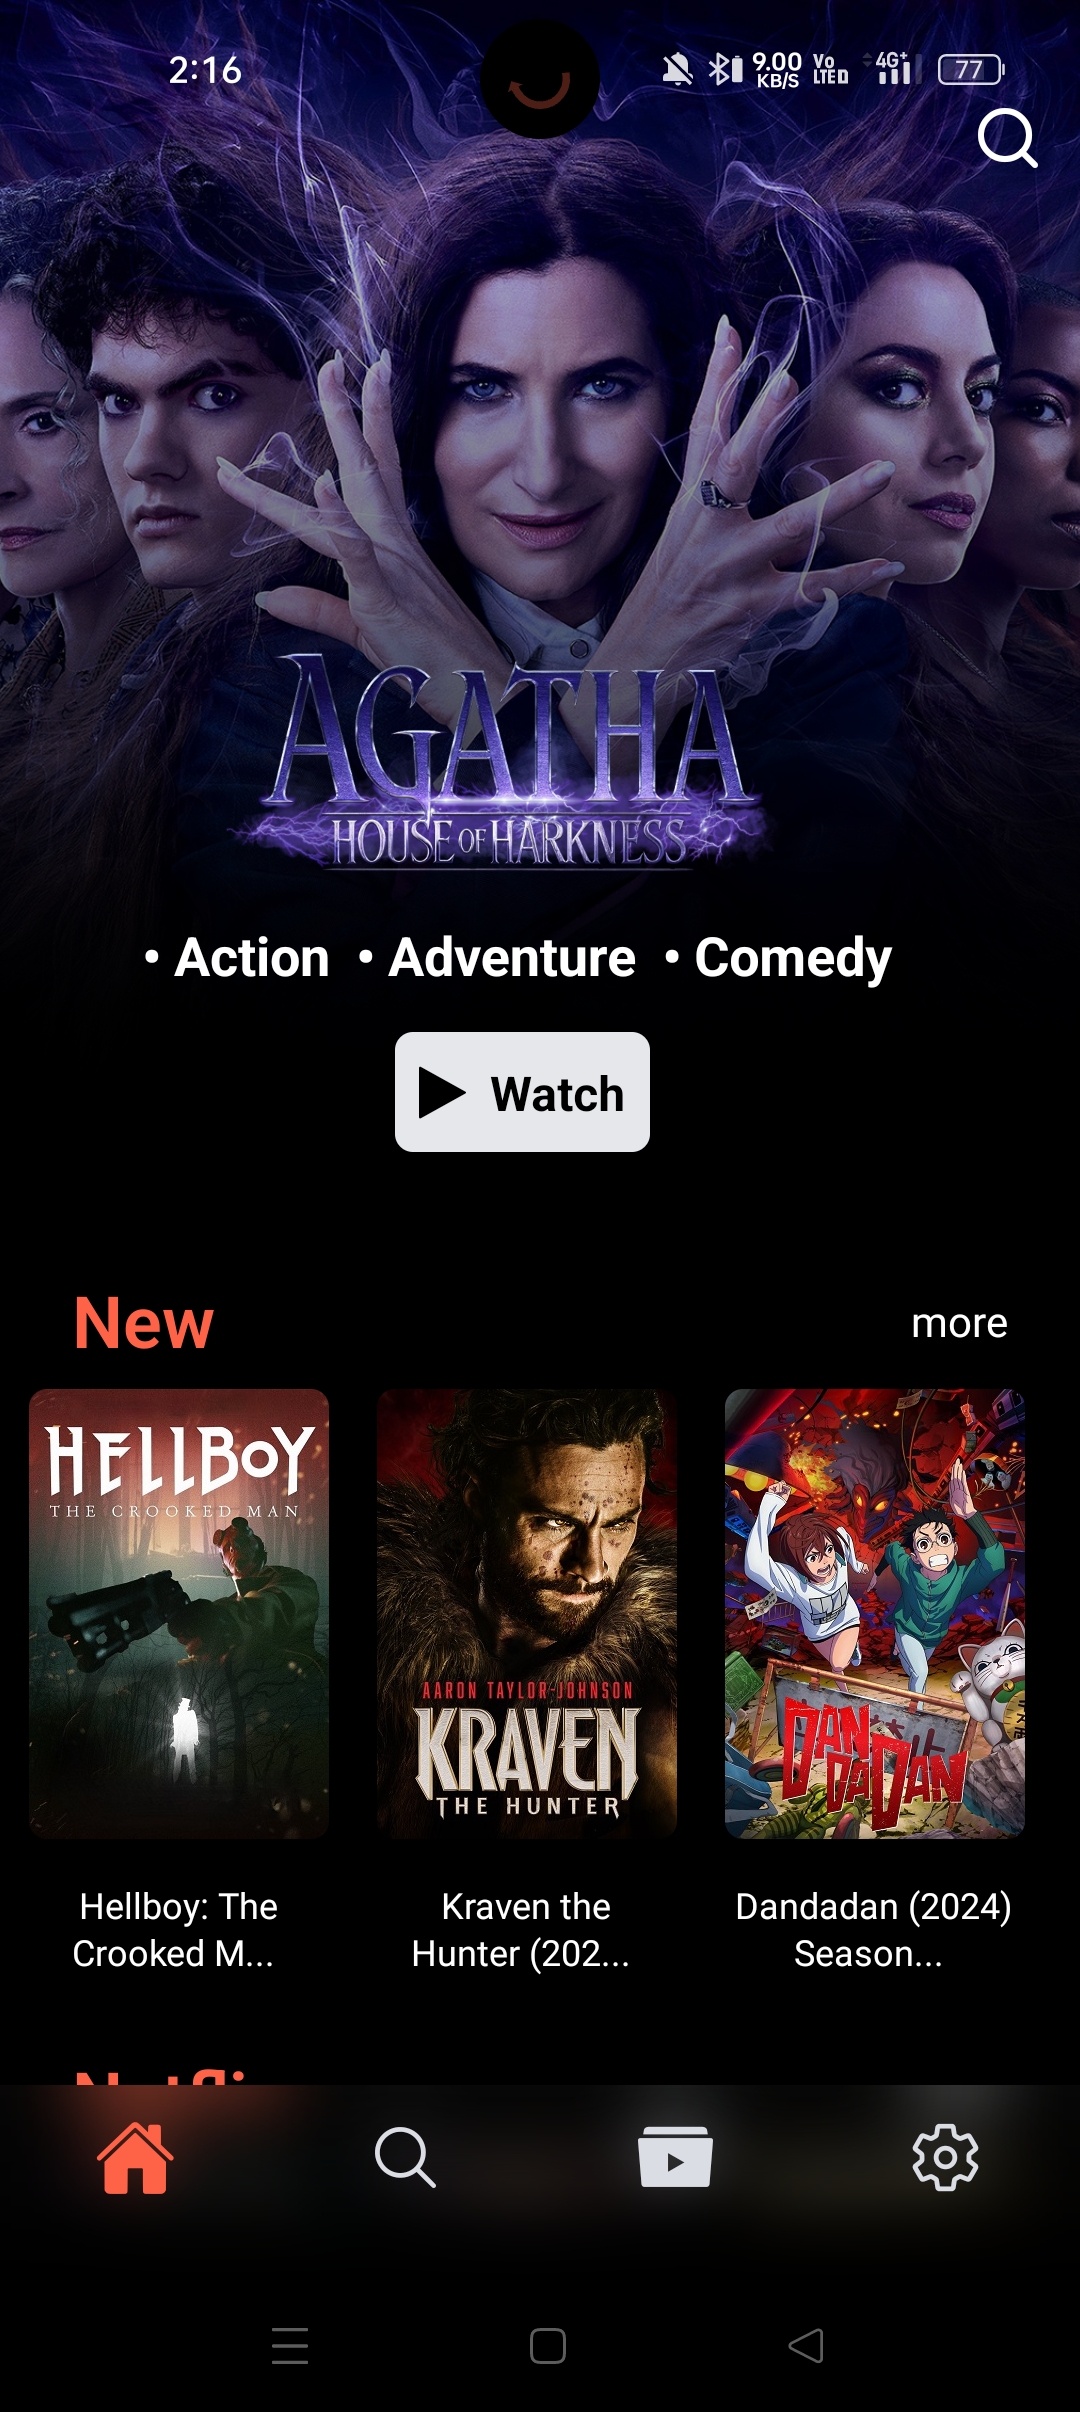 2:16
9.00
KB/S
Vo
LTE
4G+
77
AGATHA
HOUSE OF HARKNESS
• Action • Adventure • Comedy
Watch
New
more
HELLBOY
THE CROOKED MAN
AARON TAYLOR-JOHNSON
KRAVEN
THE HUNTER
DAN
DA DAN
Hellboy: The
Crooked M...
Kraven the
Hunter (202...
Dandadan (2024)
Season...